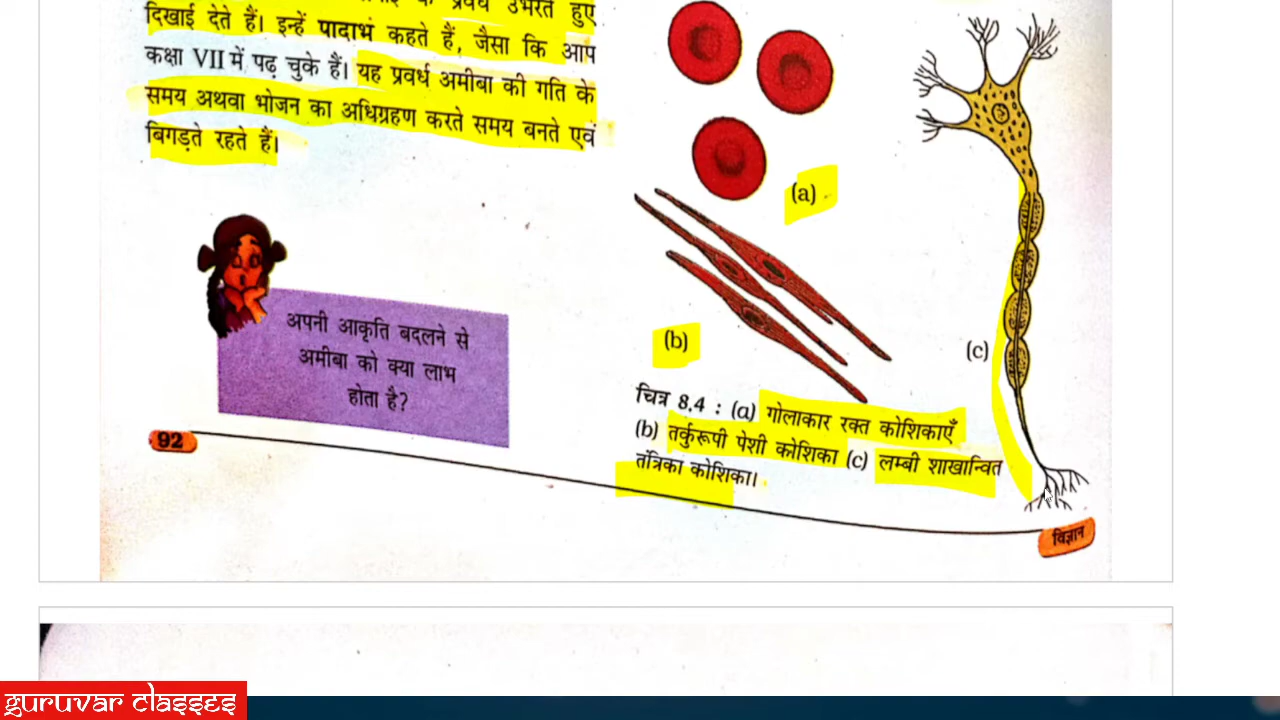 उभरते हुए
दिखाई देते हैं। इन्हें पादाभ कहते हैं, जैसा कि आप
कक्षा VII में पढ़ चुके हैं। यह प्रवर्ध अमीबा की गति के
समय अथवा भोजन का अधिग्रहण करते समय बनते एवं
बिगड़ते रहते हैं।
अपनी आकृति बदलने से
अमीबा को क्या लाभ
होता है?
92
(a)
(b)
(c)
चित्र 8.4 : (a) गोलाकार रक्त कोशिकाएँ
(b) तर्कुरूपी पेशी कोशिका (c) लम्बी शाखान्वित
तंत्रिका कोशिका।
विज्ञान
guruvar classes